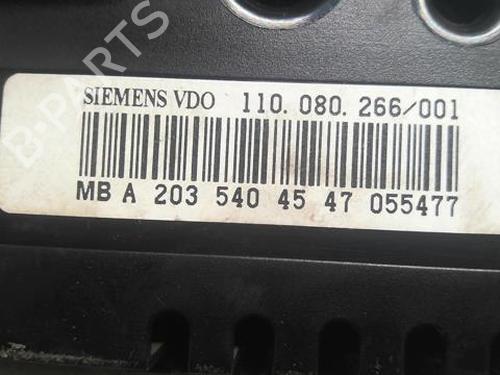 B-PARTS
SIEMENS VDO 110.080.266/001
MB A 203 540 45 47 055477